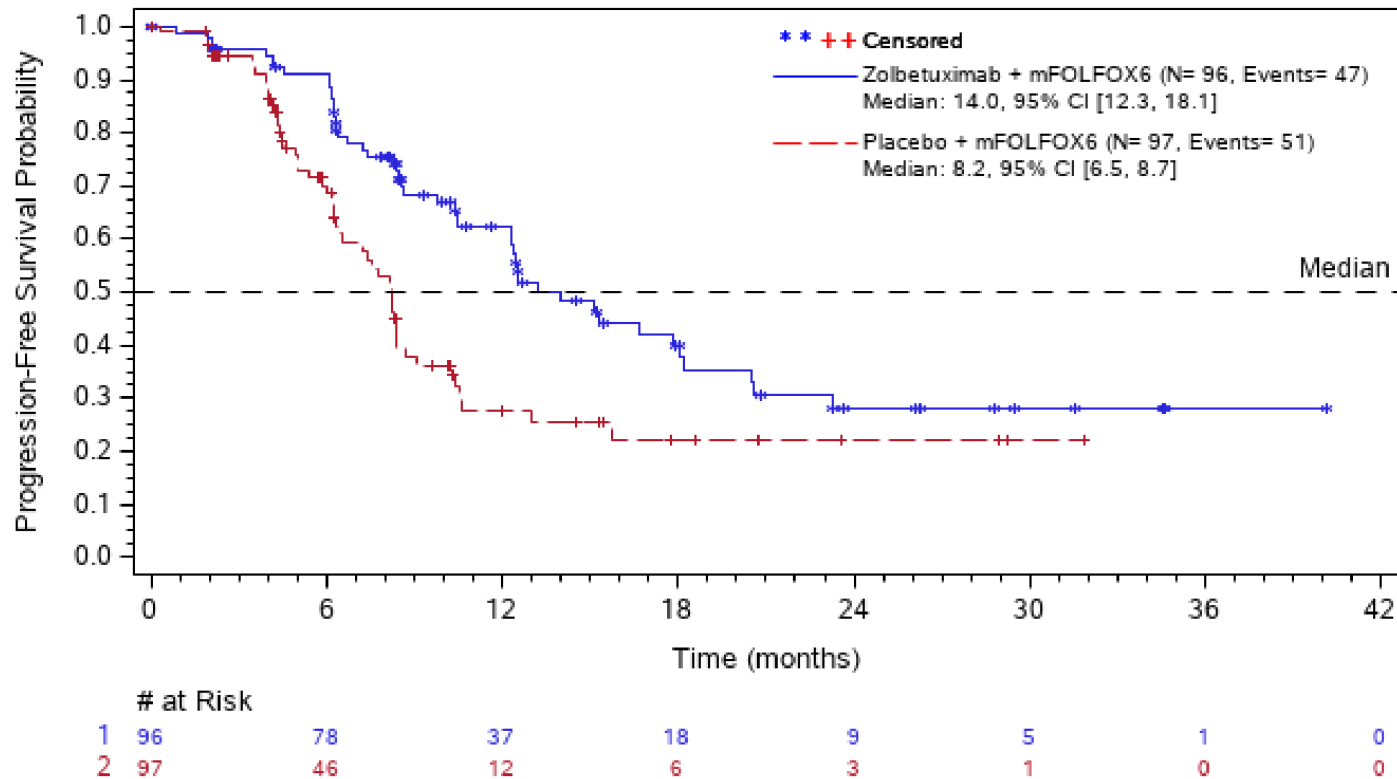 Progression-Free Survival Probability
1.0
0.9
0.8
0.7
0.6
0.5
0.4
0.3
0.2
0.1
0.0
** ++ Censored
Zolbetuximab + mFOLFOX6 (N= 96, Events= 47)
Median: 14.0, 95% CI [12.3, 18.1]
Placebo + mFOLFOX6 (N= 97, Events= 51)
Median: 8.2, 95% CI [6.5, 8.7]
Median
0 6 12 18 24 30 36 42
Time (months)
# at Risk
1 96 78 37 18 9 5 1 0
2 97 46 12 6 3 1 0 0